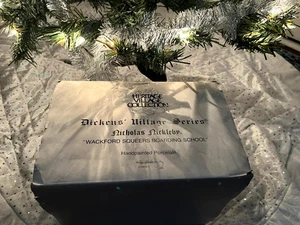 HERITAGE
VILLAGE
COLLECTION
Dickens' Village Series®
Nicholas Nickleby
"WACKFORD SQUEERS BOARDING SCHOOL"
Handpainted Porcelain